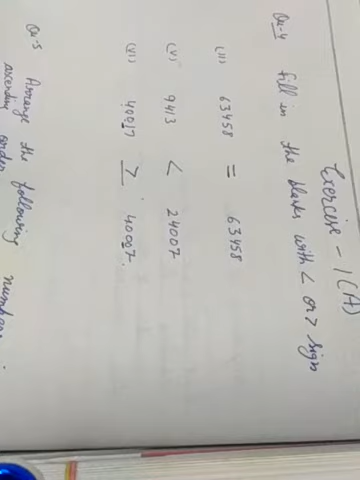 Exercise - 1(A)
Qu-4 fill in the blanks with < or > sign
(II) 63458 = 63458
(V) 9413 < 24007
(VI) 40017 > 40007.
Qu-5 Arrange the following numbers
ascending order